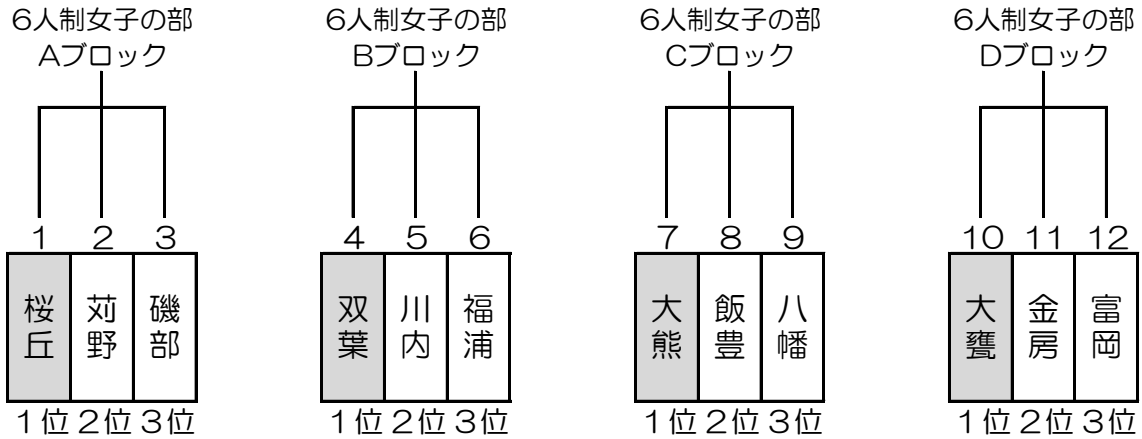 6人制女子の部
Aブロック
1 2 3
桜丘 苅野 磯部
1位 2位 3位
6人制女子の部
Bブロック
4 5 6
双葉 川内 福浦
1位 2位 3位
6人制女子の部
Cブロック
7 8 9
大熊 飯豊 八幡
1位 2位 3位
6人制女子の部
Dブロック
10 11 12
大甕 金房 富岡
1位 2位 3位